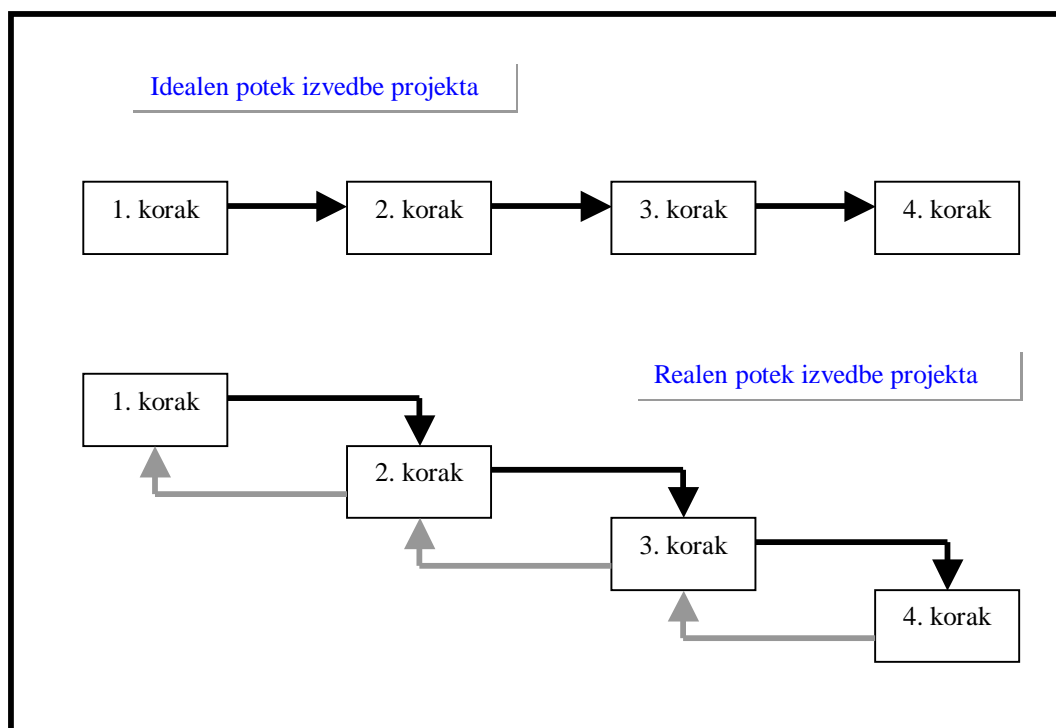 Idealen potek izvedbe projekta
1. korak
2. korak
3. korak
4. korak
Realen potek izvedbe projekta
1. korak
2. korak
3. korak
4. korak